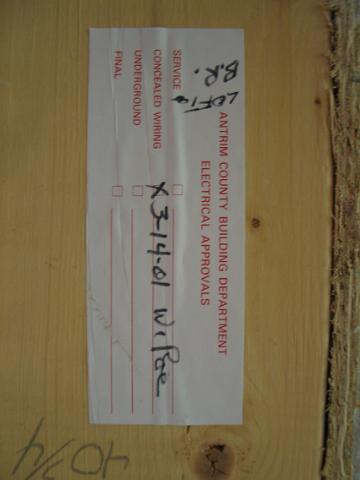 B.R.
LOFT
ANTRIM COUNTY BUILDING DEPARTMENT
ELECTRICAL APPROVALS
SERVICE
CONCEALED WIRING X 3-14-01
UNDERGROUND
FINAL